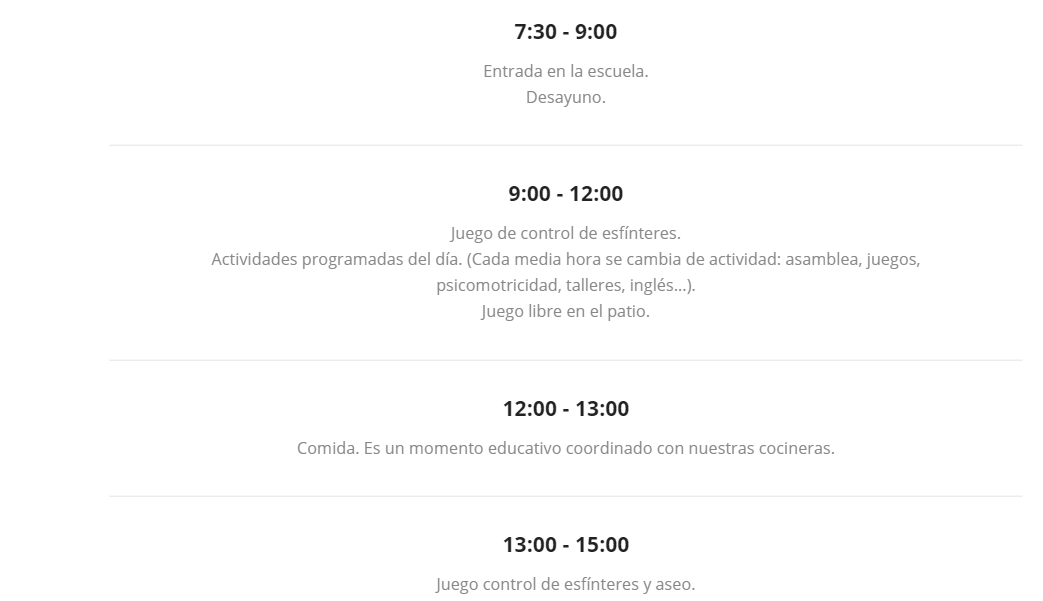 7:30 - 9:00
Entrada en la escuela.
Desayuno.
9:00 - 12:00
Juego de control de esfínteres.
Actividades programadas del día. (Cada media hora se cambia de actividad: asamblea, juegos,
psicomotricidad, talleres, inglés...).
Juego libre en el patio.
12:00 - 13:00
Comida. Es un momento educativo coordinado con nuestras cocineras.
13:00 - 15:00
Juego control de esfínteres y aseo.